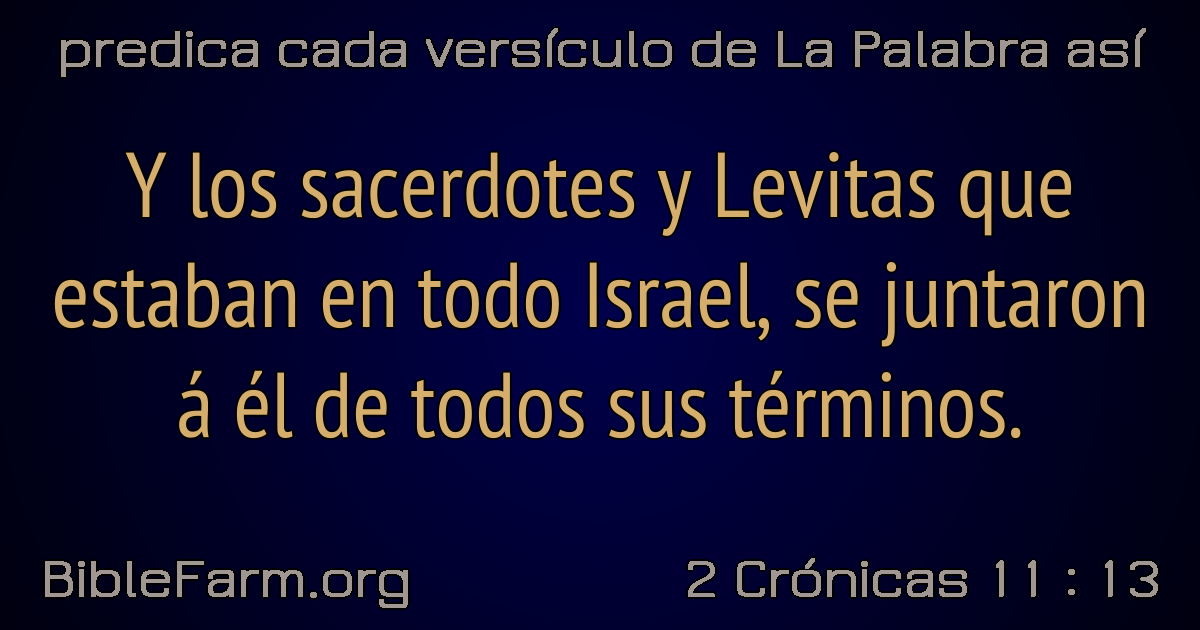 predica cada versículo de La Palabra así
Y los sacerdotes y Levitas que
estaban en todo Israel, se juntaron
á él de todos sus términos.
BibleFarm.org
2 Crónicas 11 : 13